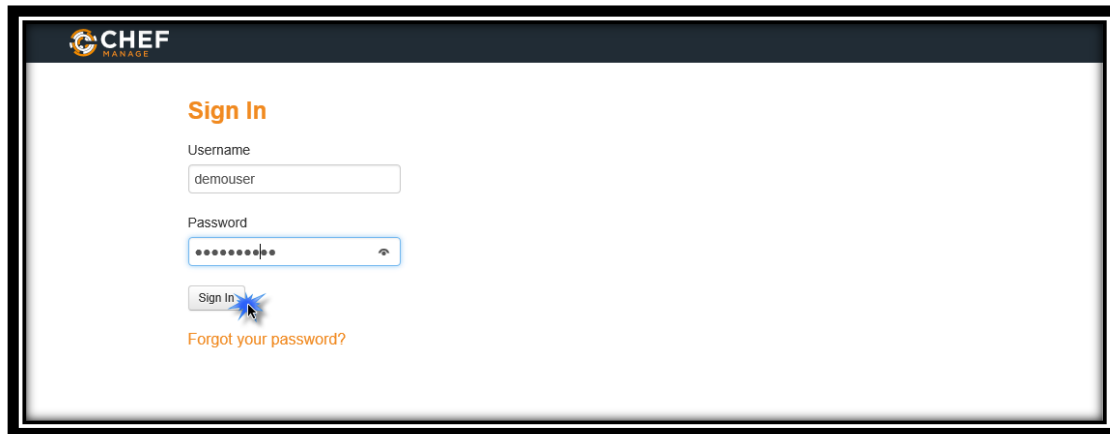 CHEF
MANAGE
Sign In
Username
demouser
Password
Sign In
Forgot your password?